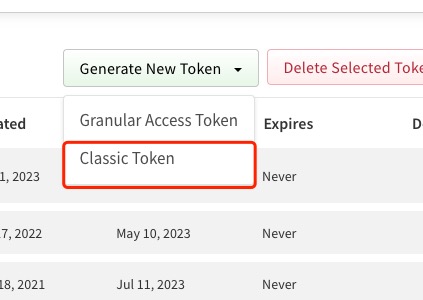 Generate New Token
Delete Selected Toke
Granular Access Token
Classic Token
ated
Expires
D
1, 2023
Never
7, 2022
May 10, 2023
Never
18, 2021
Jul 11, 2023
Never